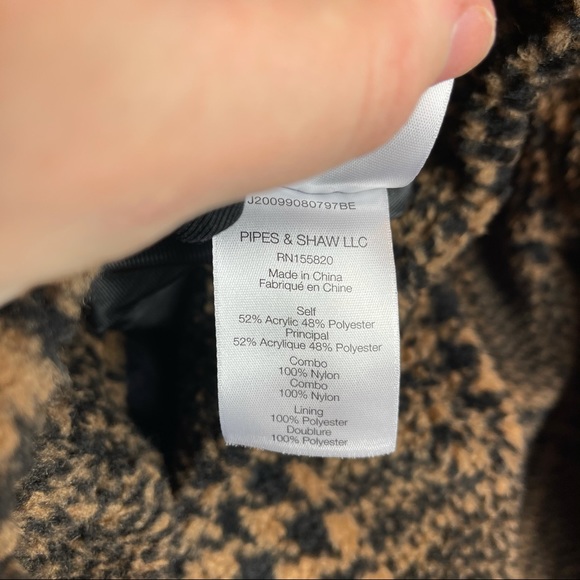 J20099080797BE
PIPES & SHAW LLC
RN155820
Made in China
Fabriqué en Chine
Self
52% Acrylic 48% Polyester
Principal
52% Acrylique 48% Polyester
Combo
100% Nylon
Combo
100% Nylon
Lining
100% Polyester
Doublure
100% Polyester